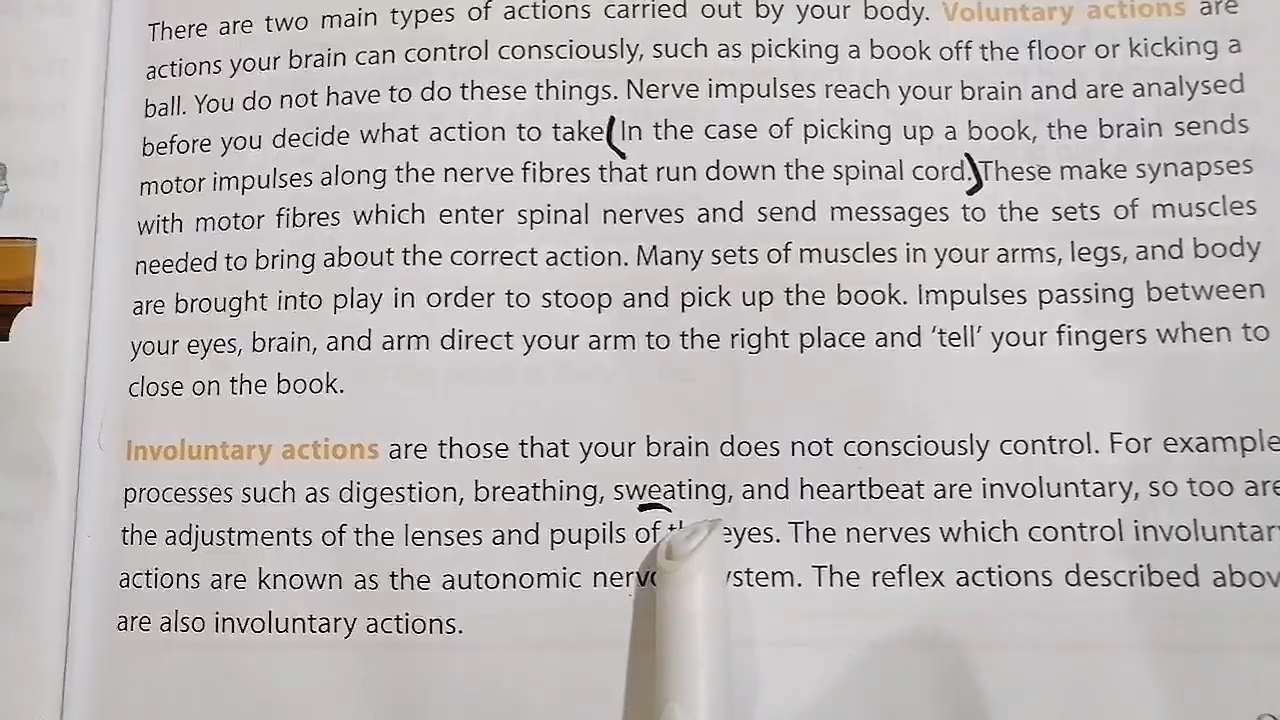 There are two main types of actions carried out by your body. Voluntary actions are
actions your brain can control consciously, such as picking a book off the floor or kicking a
ball. You do not have to do these things. Nerve impulses reach your brain and are analysed
before you decide what action to take (In the case of picking up a book, the brain sends
motor impulses along the nerve fibres that run down the spinal cord.) These make synapses
with motor fibres which enter spinal nerves and send messages to the sets of muscles
needed to bring about the correct action. Many sets of muscles in your arms, legs, and body
are brought into play in order to stoop and pick up the book. Impulses passing between
your eyes, brain, and arm direct your arm to the right place and ‘tell’ your fingers when to
close on the book.
Involuntary actions are those that your brain does not consciously control. For example
processes such as digestion, breathing, sweating, and heartbeat are involuntary, so too are
the adjustments of the lenses and pupils of eyes. The nerves which control involuntar
actions are known as the autonomic The reflex actions described abov
are also involuntary actions.